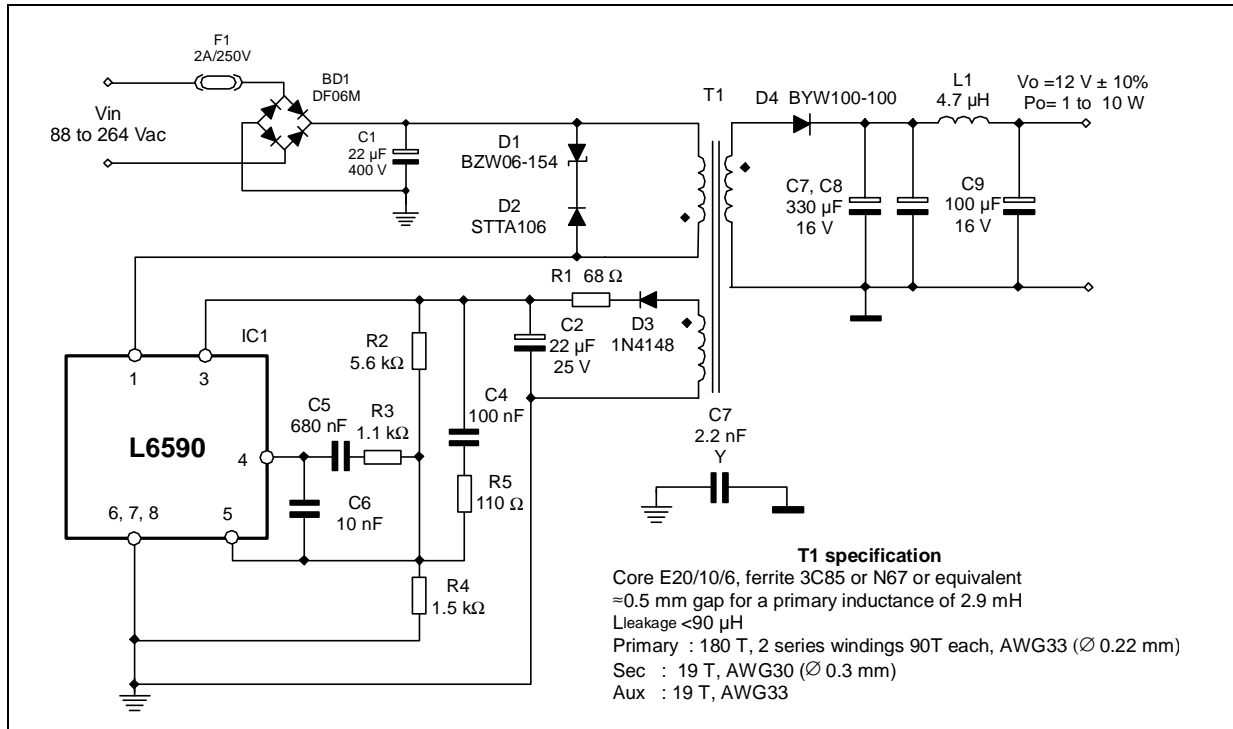 F1
2A/250V
BD1
DF06M
Vin
88 to 264 Vac
C1
22 µF
400 V
D1
BZW06-154
D2
STTA106
T1
D4 BYW100-100
L1
4.7 µH
Vo =12 V ± 10%
Po= 1 to 10 W
C7, C8
330 µF
16 V
C9
100 µF
16 V
R1 68 Ω
D3
1N4148
C2
22 µF
25 V
IC1
R2
5.6 kΩ
C4
100 nF
C5
680 nF
R3
1.1 kΩ
R5
110 Ω
C6
10 nF
R4
1.5 kΩ
1
3
L6590
4
6, 7, 8
5
C7
2.2 nF
Y
T1 specification
Core E20/10/6, ferrite 3C85 or N67 or equivalent
≈0.5 mm gap for a primary inductance of 2.9 mH
Lleakage <90 µH
Primary : 180 T, 2 series windings 90T each, AWG33 (∅ 0.22 mm)
Sec : 19 T, AWG30 (∅ 0.3 mm)
Aux : 19 T, AWG33